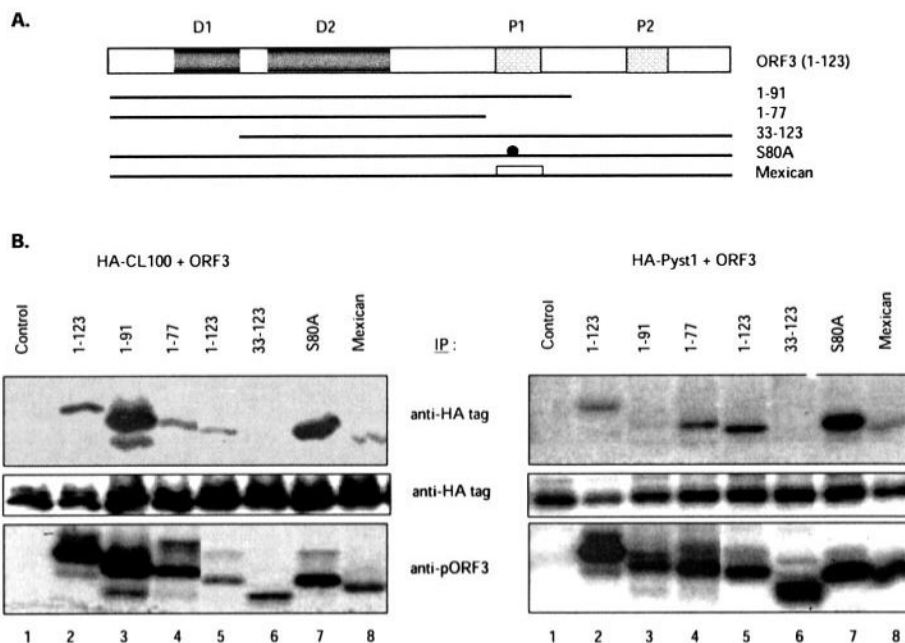 A.
D1 D2 P1 P2
ORF3 (1-123)
1-91
1-77
33-123
S80A
Mexican
B.
HA-CL100 + ORF3
HA-Pyst1 + ORF3
Control 1-123 1-91 1-77 1-123 33-123 S80A Mexican
IP :
Control 1-123 1-91 1-77 1-123 33-123 S80A Mexican
anti-HA tag
anti-HA tag
anti-pORF3
1 2 3 4 5 6 7 8
1 2 3 4 5 6 7 8